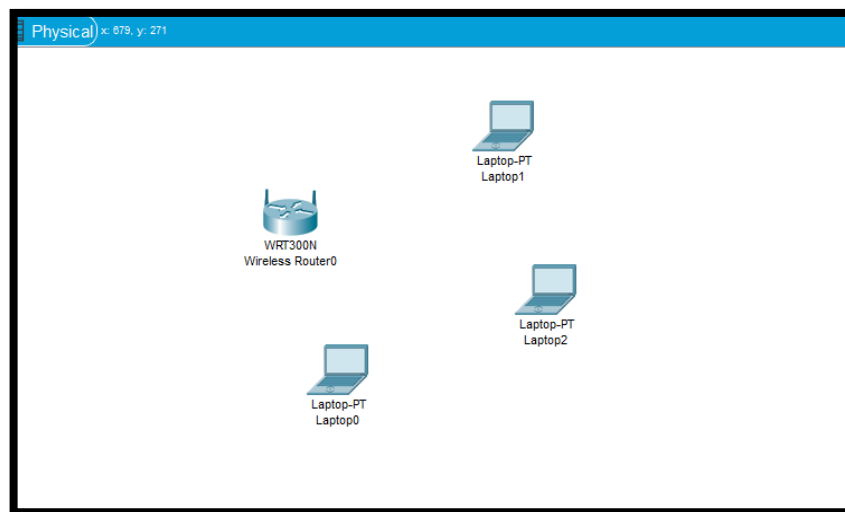 Physical x: 679, y: 271
Laptop-PT
Laptop1
WRT300N
Wireless Router0
Laptop-PT
Laptop2
Laptop-PT
Laptop0